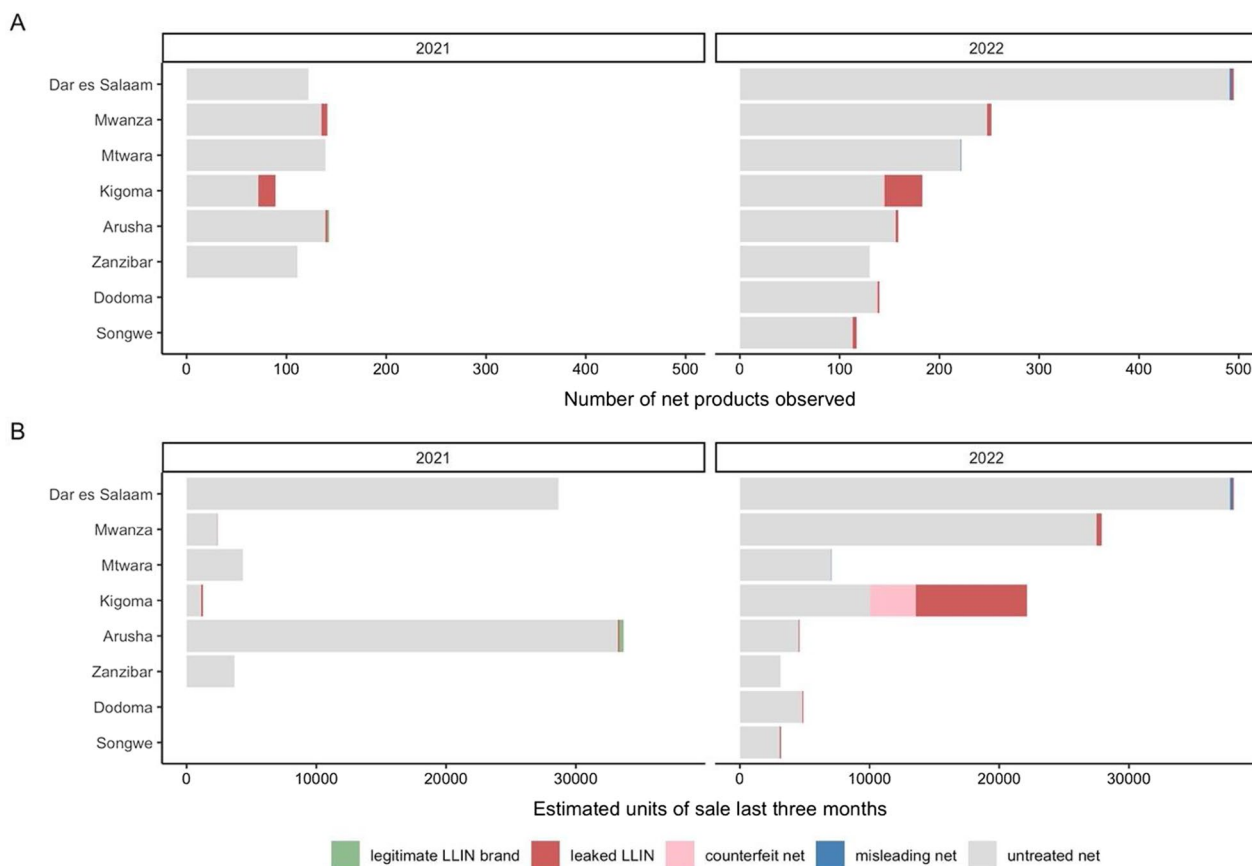 A
2021
2022
Dar es Salaam
Mwanza
Mtwara
Kigoma
Arusha
Zanzibar
Dodoma
Songwe
0 100 200 300 400 500
0 100 200 300 400 500
Number of net products observed
B
2021
2022
Dar es Salaam
Mwanza
Mtwara
Kigoma
Arusha
Zanzibar
Dodoma
Songwe
0 10000 20000 30000
0 10000 20000 30000
Estimated units of sale last three months
legitimate LLIN brand leaked LLIN counterfeit net misleading net untreated net